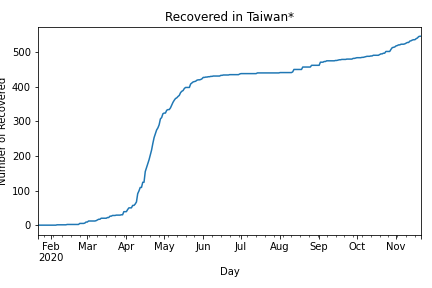 Recovered in Taiwan*
Number of Recovered
500
400
300
200
100
0
Feb Mar Apr May Jun Jul Aug Sep Oct Nov
2020
Day